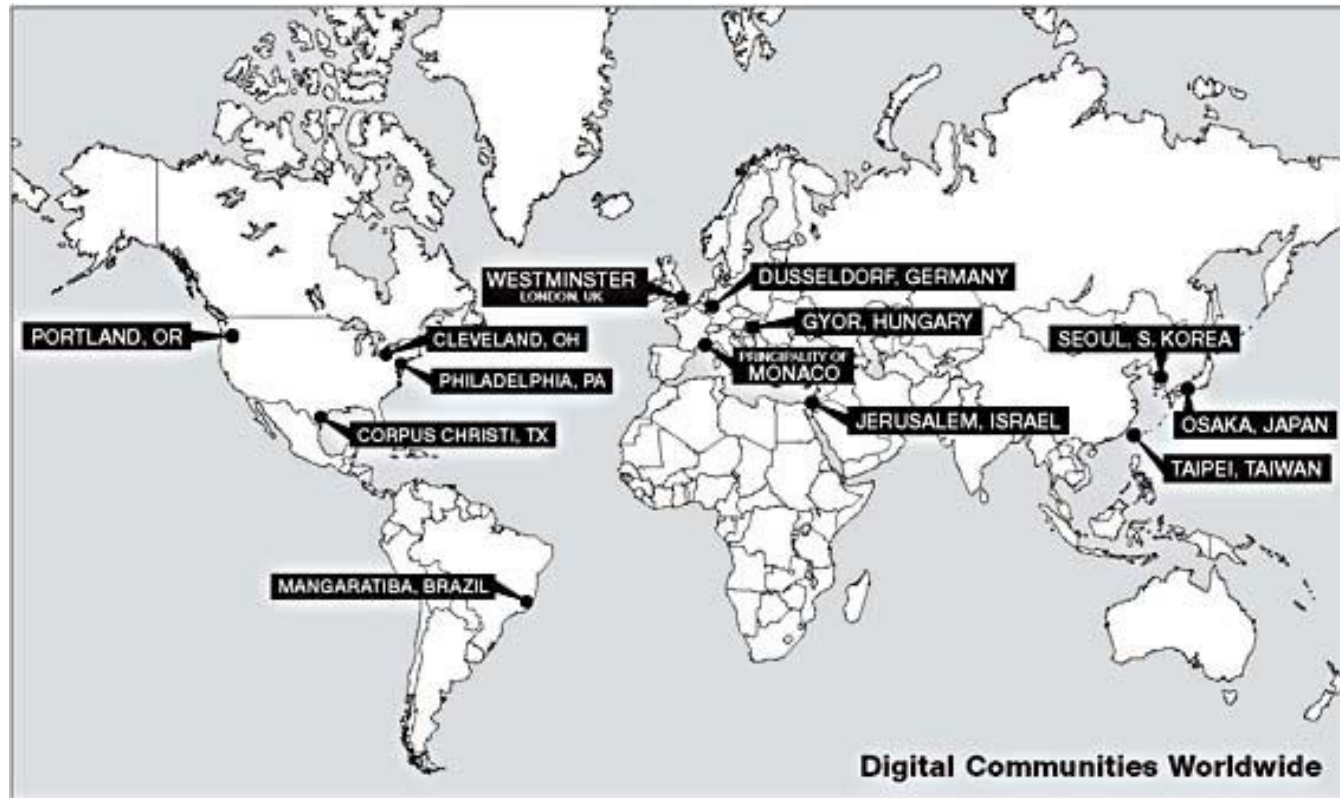 WESTMINSTER
LONDON, UK
DUSSELDORF, GERMANY
GYOR, HUNGARY
PORTLAND, OR
CLEVELAND, OH
SEOUL, S. KOREA
PRINCIPALITY OF
MONACO
PHILADELPHIA, PA
JERUSALEM, ISRAEL
OSAKA, JAPAN
CORPUS CHRISTI, TX
TAIPEI, TAIWAN
MANGARATIBA, BRAZIL
Digital Communities Worldwide